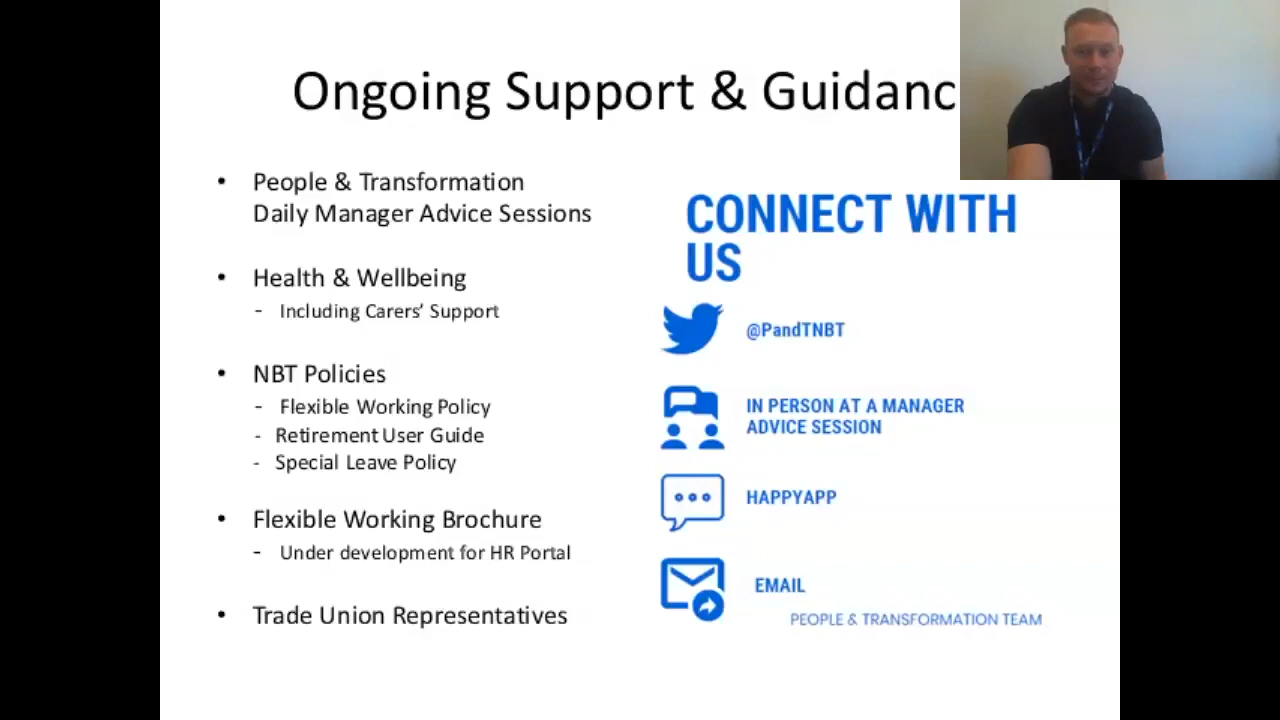 Ongoing Support & Guidanc
• People & Transformation
Daily Manager Advice Sessions
• Health & Wellbeing
- Including Carers’ Support
• NBT Policies
- Flexible Working Policy
- Retirement User Guide
- Special Leave Policy
• Flexible Working Brochure
- Under development for HR Portal
• Trade Union Representatives
CONNECT WITH
US
@PandTNBT
IN PERSON AT A MANAGER
ADVICE SESSION
HAPPYAPP
EMAIL
PEOPLE & TRANSFORMATION TEAM